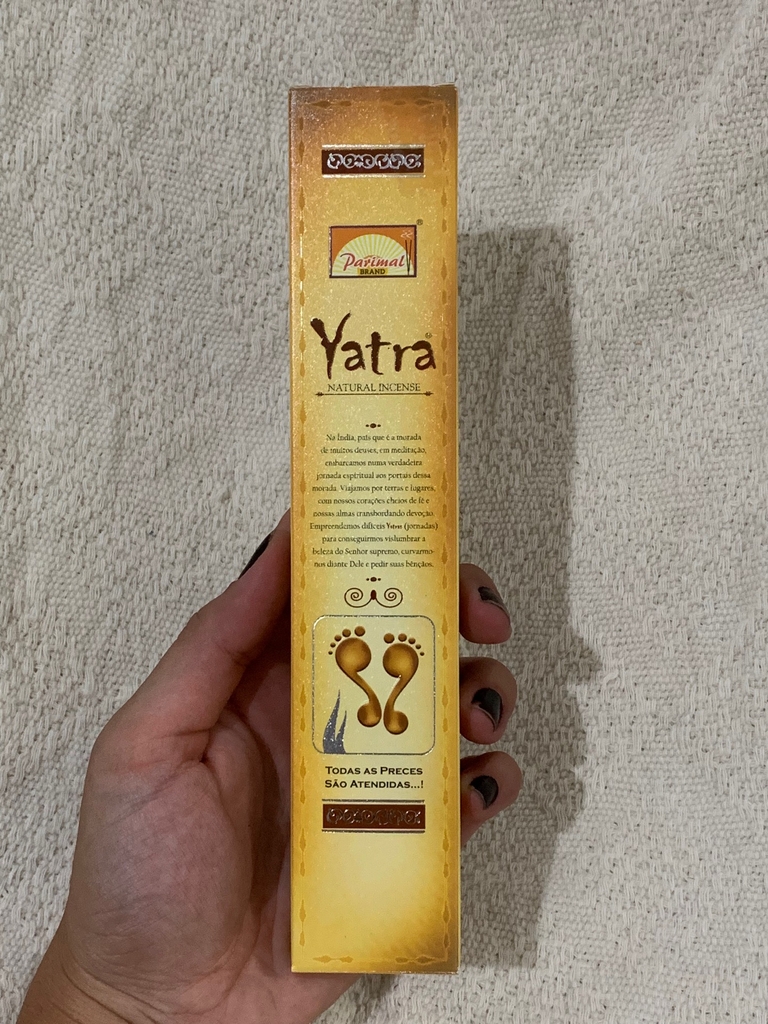 Parimal®
BRAND
Yatra®
NATURAL INCENSE
Na Índia, país que é a morada
de muitos deuses, em meditação,
embarcamos numa verdadeira
jornada espiritual aos portais dessa
morada. Viajamos por terras e lugares,
com nossos corações cheios de fé e
nossas almas transbordando devoção.
Empreendemos difíceis Yatras (jornadas)
para conseguirmos vislumbrar a
beleza do Senhor supremo, curvarmo-
nos diante Dele e pedir suas bênçãos.
TODAS AS PRECES
SÃO ATENDIDAS...!